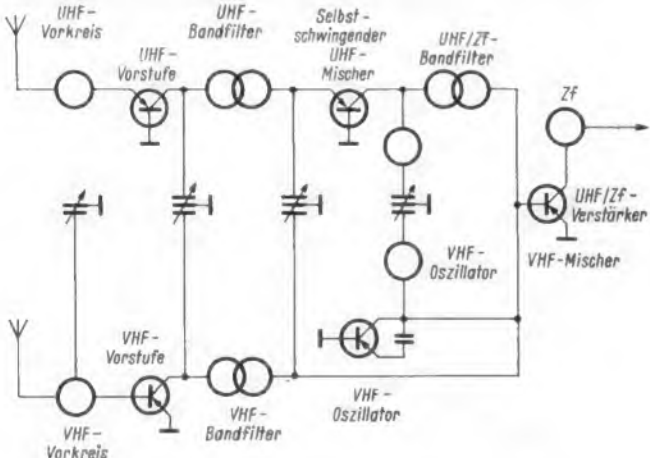 UHF-
Vorkreis
UHF-
Vorstufe
UHF-
Bandfilter
Selbst-
schwingender
UHF-
Mischer
UHF/Zf-
Bandfilter
Zf
UHF/Zf-
Verstärker
VHF-Mischer
VHF-
Oszillator
VHF-
Vorstufe
VHF-
Vorkreis
VHF-
Bandfilter
VHF-
Oszillator